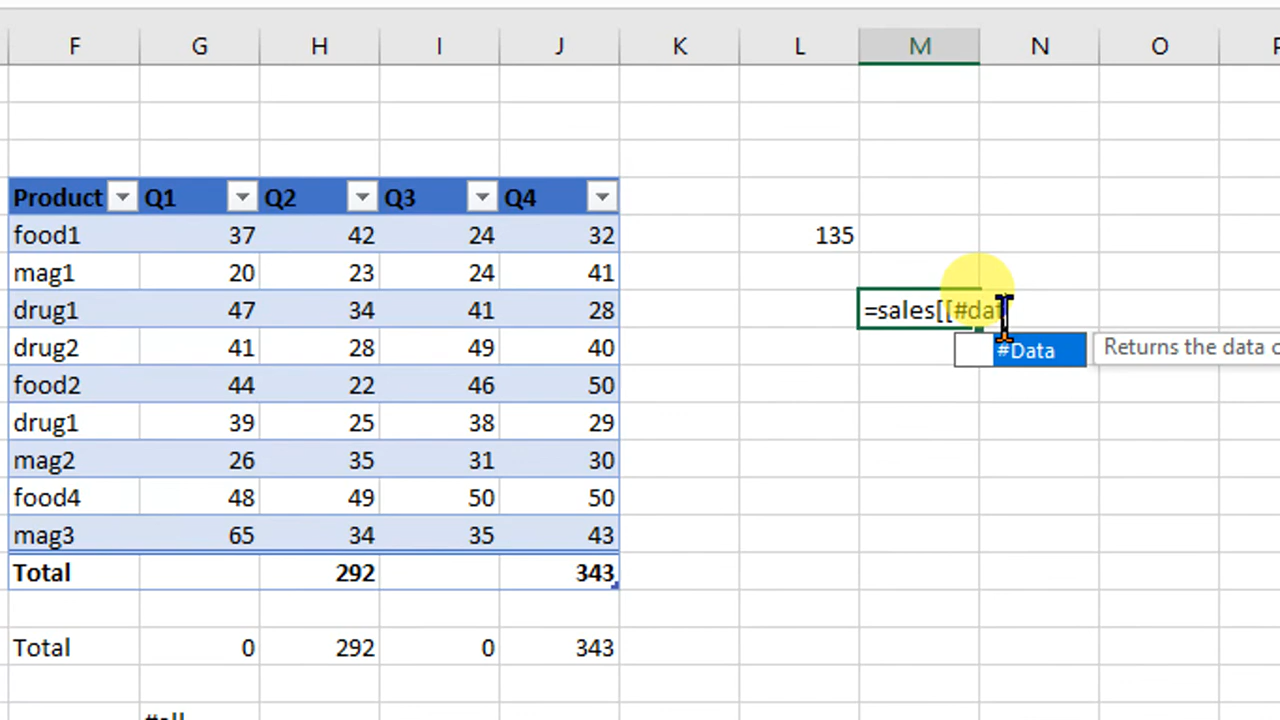 F G H I J K L M N O P
Product Q1 Q2 Q3 Q4
food1 37 42 24 32 135
mag1 20 23 24 41
drug1 47 34 41 28 =sales[[#dat
drug2 41 28 49 40 #Data Returns the data o
food2 44 22 46 50
drug1 39 25 38 29
mag2 26 35 31 30
food4 48 49 50 50
mag3 65 34 35 43
Total 292 343
Total 0 292 0 343
#all